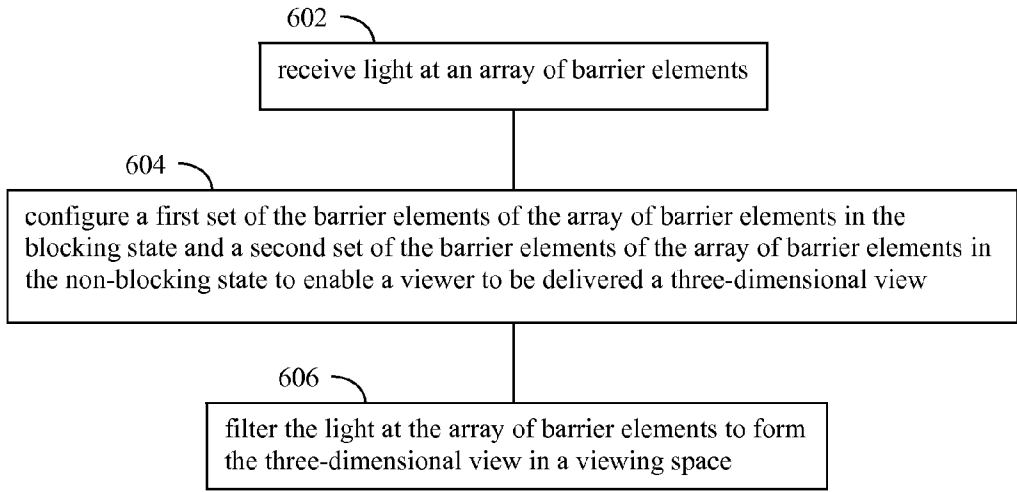 602
receive light at an array of barrier elements
604
configure a first set of the barrier elements of the array of barrier elements in the
blocking state and a second set of the barrier elements of the array of barrier elements in
the non-blocking state to enable a viewer to be delivered a three-dimensional view
606
filter the light at the array of barrier elements to form
the three-dimensional view in a viewing space